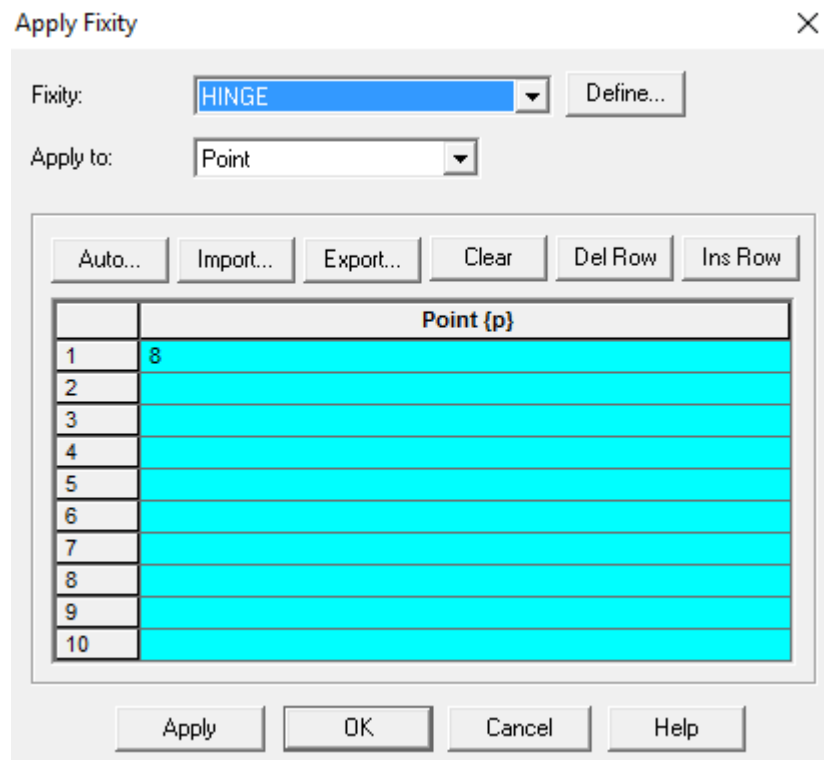 Apply Fixity
Fixity: HINGE Define...
Apply to: Point
Auto... Import... Export... Clear Del Row Ins Row
Point {p}
1 8
2
3
4
5
6
7
8
9
10
Apply OK Cancel Help